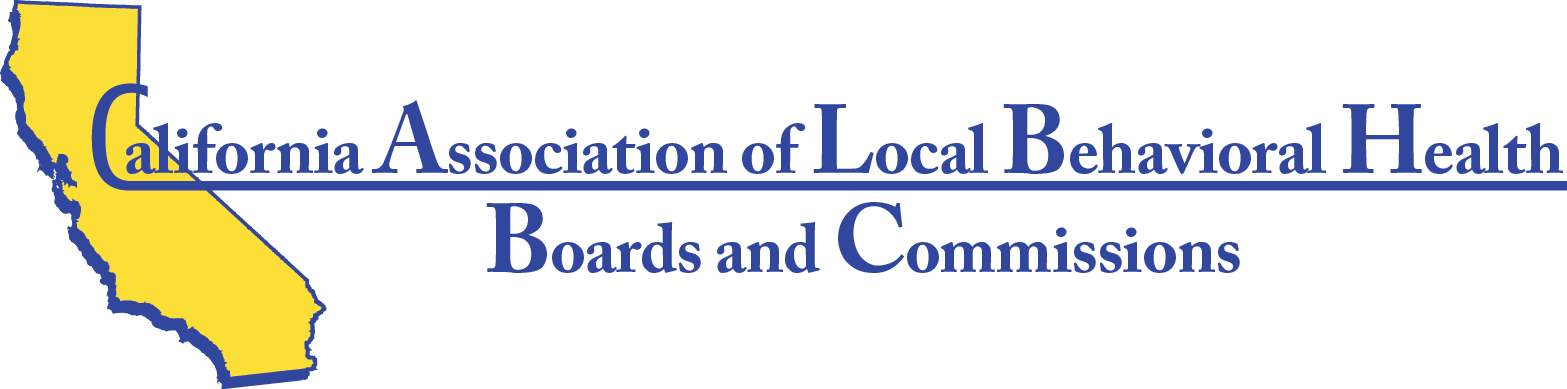 California Association of Local Behavioral Health
Boards and Commissions